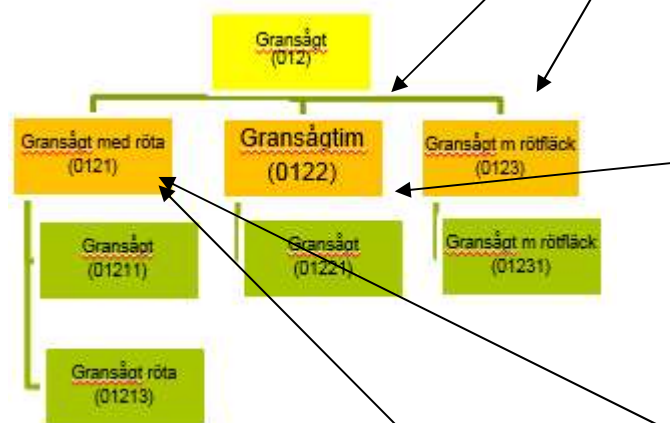 Gransågt
(012)
Gransågt med röta
(0121)
Gransågtim
(0122)
Gransågt m rötfläck
(0123)
Gransågt
(01211)
Gransågt
(01221)
Gransågt m rötfläck
(01231)
Gransågt röta
(01213)